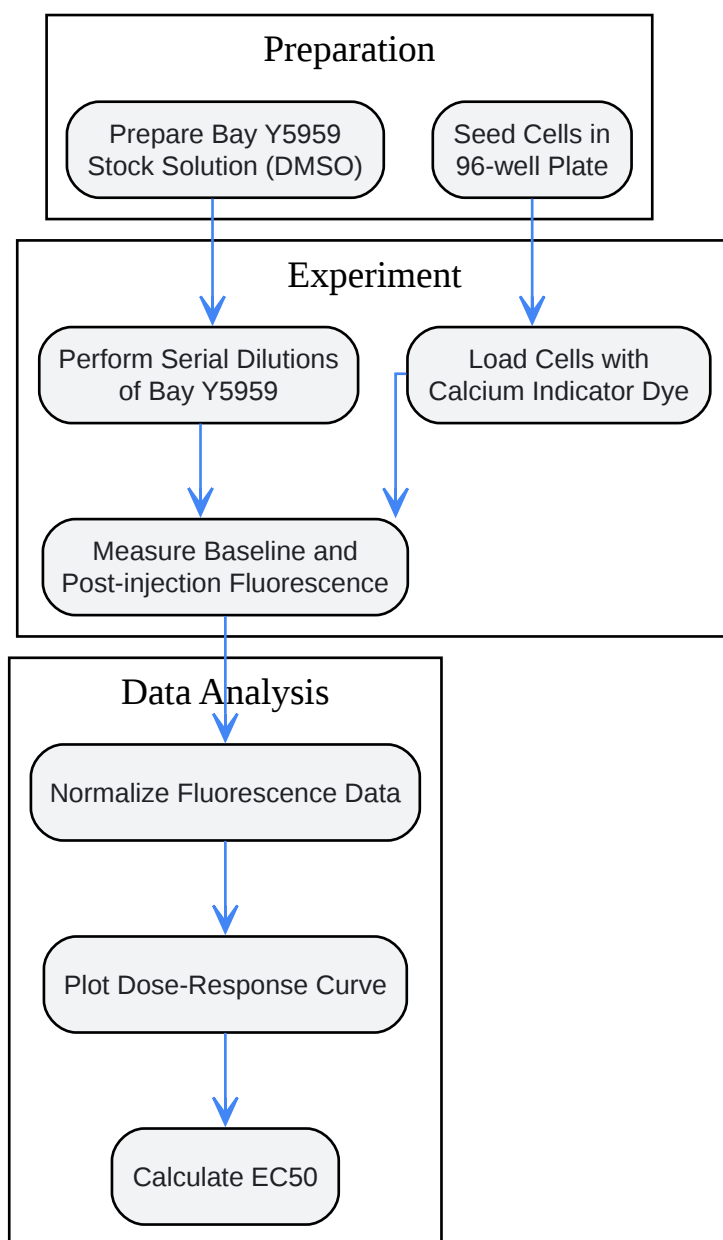 Preparation
Prepare Bay Y5959
Stock Solution (DMSO)
Seed Cells in
96-well Plate
Experiment
Perform Serial Dilutions
of Bay Y5959
Load Cells with
Calcium Indicator Dye
Measure Baseline and
Post-injection Fluorescence
Data Analysis
Normalize Fluorescence Data
Plot Dose-Response Curve
Calculate EC50